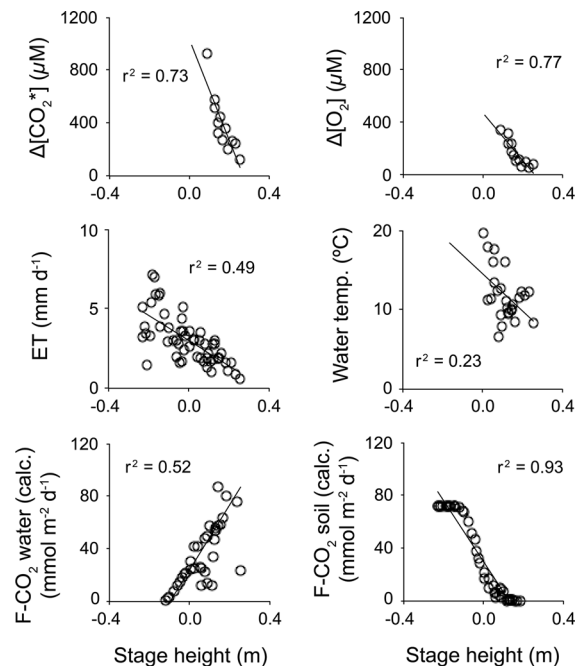 1200
800
400
0
-0.4
0.0
0.4
Δ[CO₂*] (µM)
r² = 0.73
1200
800
400
0
-0.4
0.0
0.4
Δ[O₂] (µM)
r² = 0.77
10
5
0
-0.4
0.0
0.4
ET (mm d⁻¹)
r² = 0.49
20
10
0
-0.4
0.0
0.4
Water temp. (ºC)
r² = 0.23
120
80
40
0
-0.4
0.0
0.4
F-CO₂ water (calc.)
(mmol m⁻² d⁻¹)
r² = 0.52
Stage height (m)
120
80
40
0
-0.4
0.0
0.4
F-CO₂ soil (calc.)
(mmol m⁻² d⁻¹)
r² = 0.93
Stage height (m)